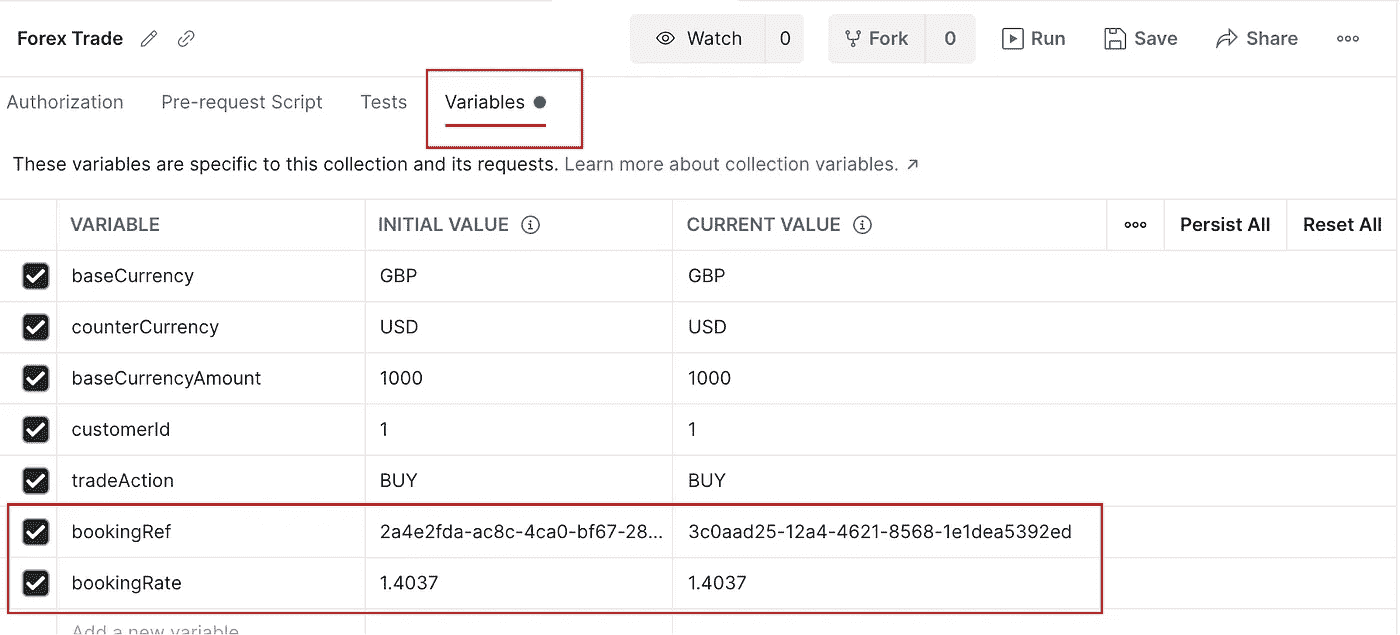 Forex Trade Watch 0 Fork 0 Run Save Share
Authorization Pre-request Script Tests Variables
These variables are specific to this collection and its requests. Learn more about collection variables. ↗
VARIABLE INITIAL VALUE CURRENT VALUE Persist All Reset All
baseCurrency GBP GBP
counterCurrency USD USD
baseCurrencyAmount 1000 1000
customerId 1 1
tradeAction BUY BUY
bookingRef 2a4e2fda-ac8c-4ca0-bf67-28... 3c0aad25-12a4-4621-8568-1e1dea5392ed
bookingRate 1.4037 1.4037
Add a new variable